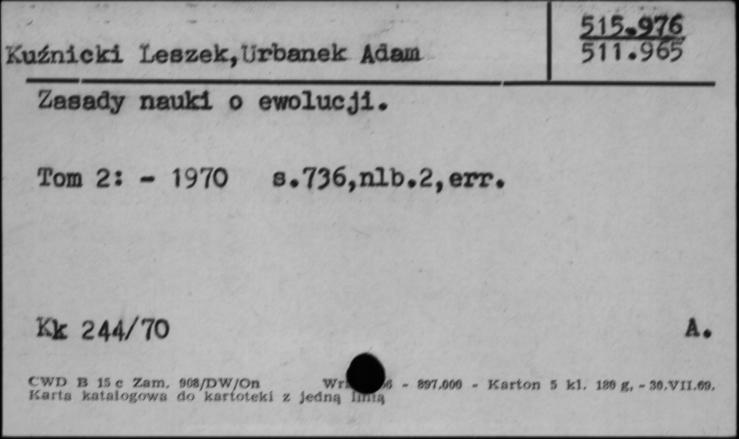 515.976
511.965
Kuźnicki Leszek,Urbanek Adam
Zasady nauki o ewolucji.
Tom 2: - 1970 s.736,nlb.2,err.
Kk 244/70 A.
CWD B 15 c Zam. 908/DW/On - 897.000 - Karton 5 kl. 180 g. - 30.VII.69.
Karta katalogowa do kartoteki z jedną linią